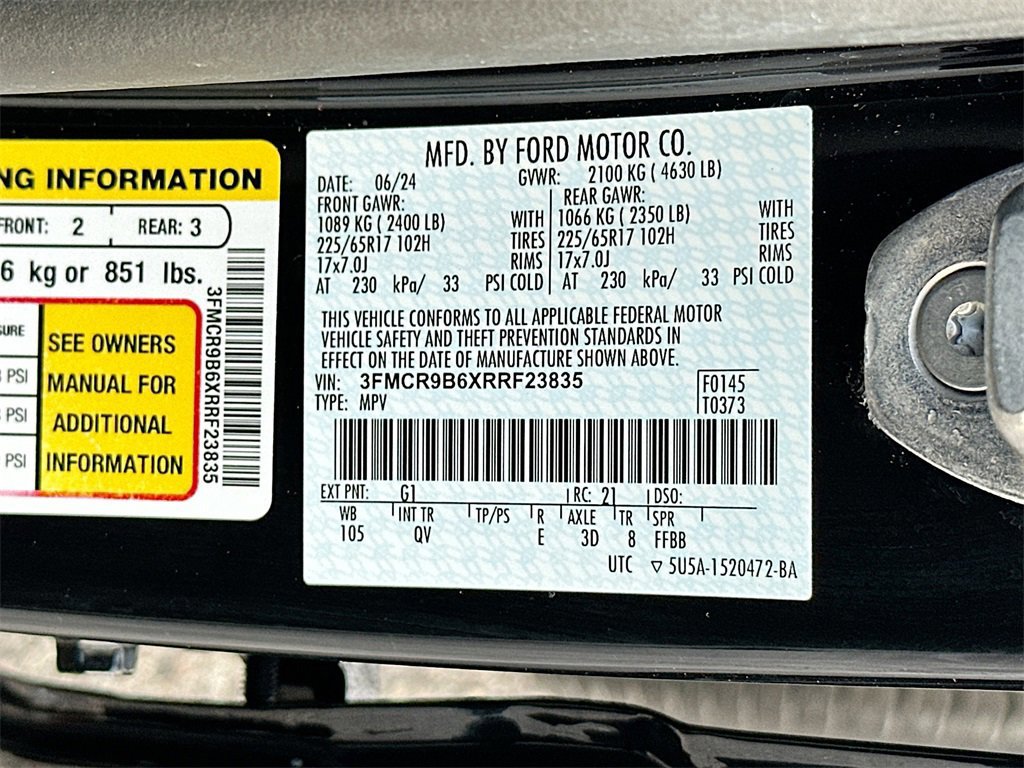 NG INFORMATION
FRONT: 2 REAR: 3
6 kg or 851 lbs.
SURE
PSI
PSI
PSI
SEE OWNERS
MANUAL FOR
ADDITIONAL
INFORMATION
3FMCR9B6XRRF23835
MFD. BY FORD MOTOR CO.
DATE: 06/24 GVWR: 2100 KG ( 4630 LB)
FRONT GAWR: REAR GAWR:
1089 KG ( 2400 LB) WITH 1066 KG ( 2350 LB) WITH
225/65R17 102H TIRES 225/65R17 102H TIRES
17x7.0J RIMS 17x7.0J RIMS
AT 230 kPa/ 33 PSI COLD AT 230 kPa/ 33 PSI COLD
THIS VEHICLE CONFORMS TO ALL APPLICABLE FEDERAL MOTOR
VEHICLE SAFETY AND THEFT PREVENTION STANDARDS IN
EFFECT ON THE DATE OF MANUFACTURE SHOWN ABOVE.
VIN: 3FMCR9B6XRRF23835 F0145
TYPE: MPV T0373
EXT PNT: G1 RC: 21 DSO:
WB INT TR TP/PS R AXLE TR SPR
105 QV E 3D 8 FFBB
UTC ▽ 5U5A-1520472-BA